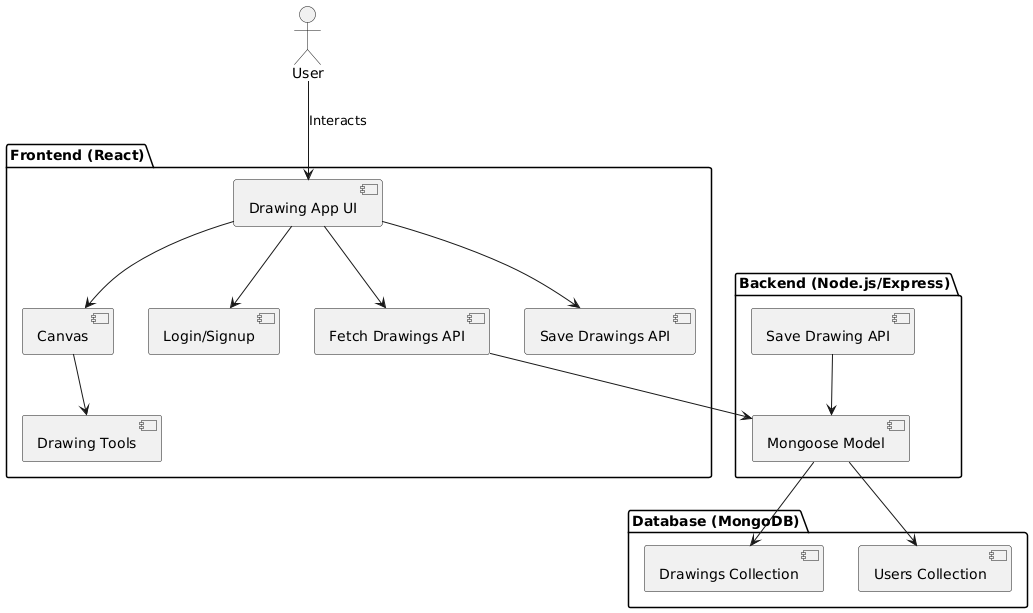 User
Interacts
Frontend (React)
Drawing App UI
Canvas
Login/Signup
Fetch Drawings API
Save Drawings API
Drawing Tools
Backend (Node.js/Express)
Save Drawing API
Mongoose Model
Database (MongoDB)
Drawings Collection
Users Collection